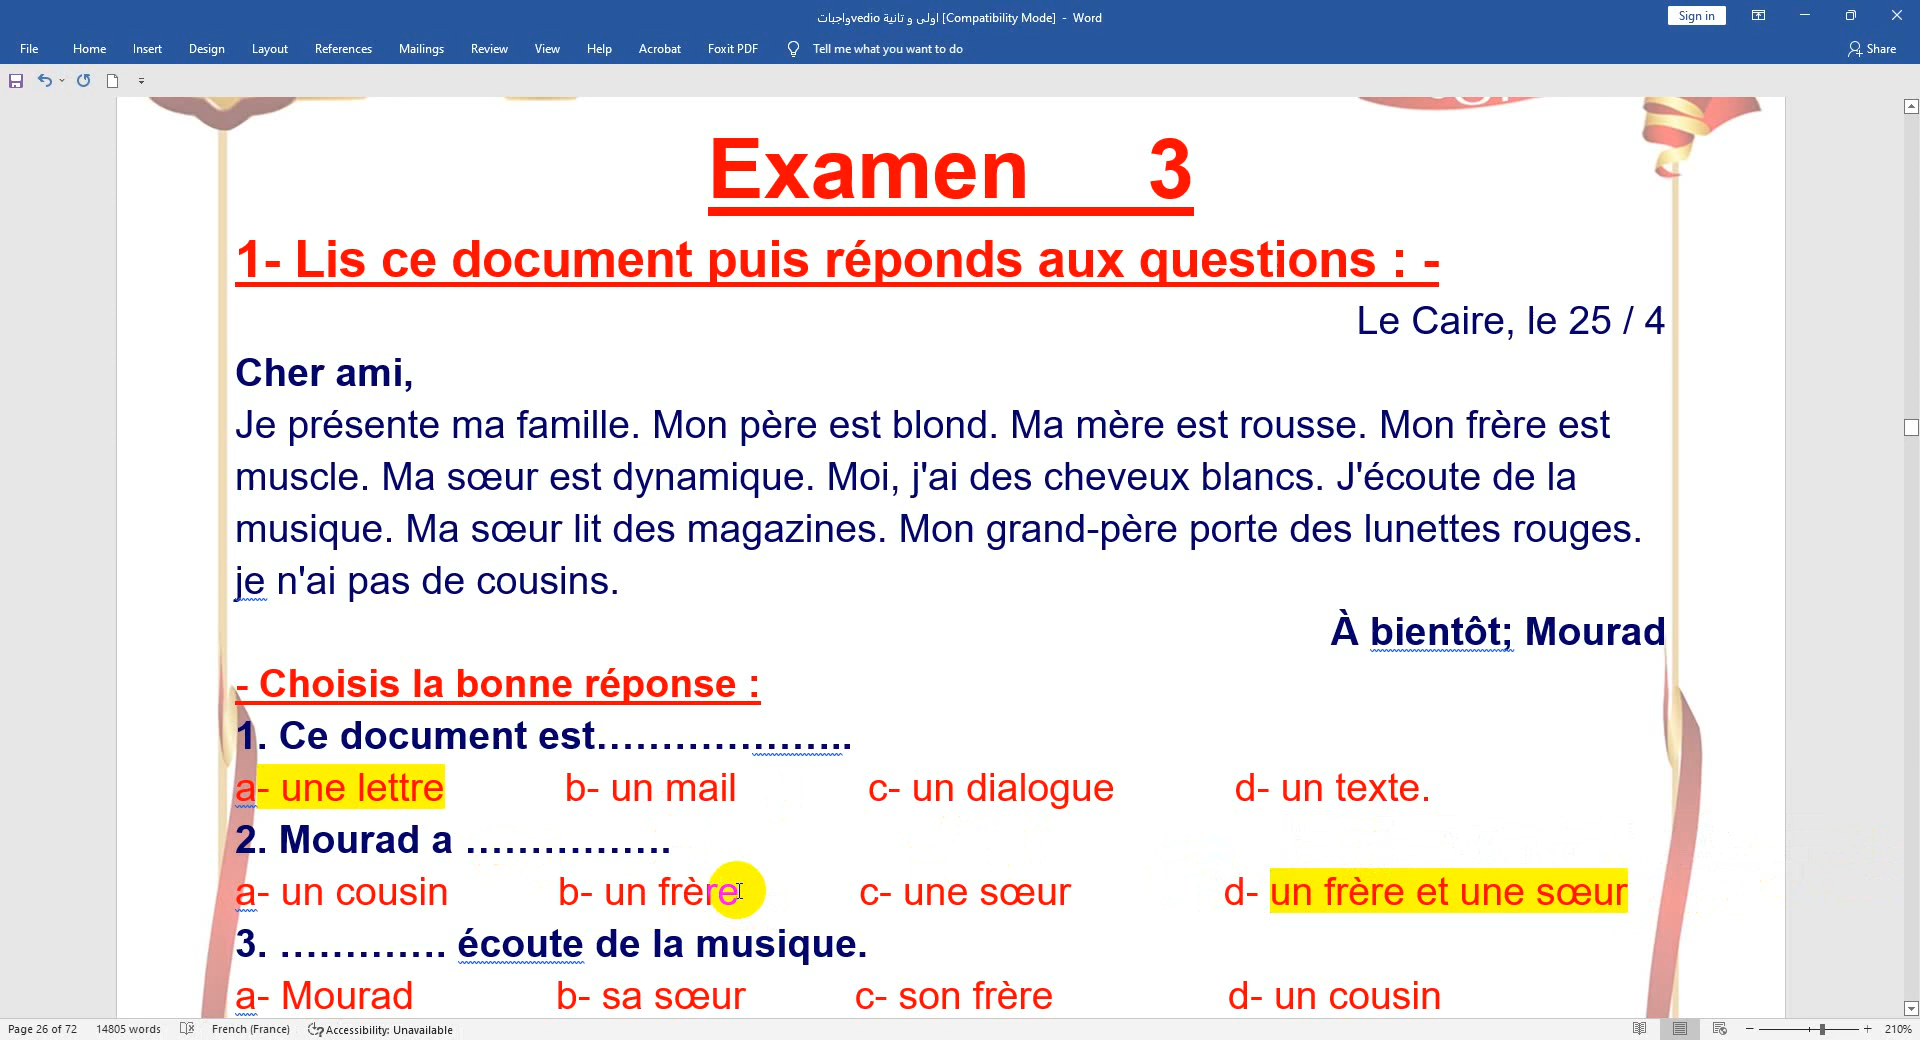 واجباتvedio اولى و تانية [Compatibility Mode] - Word
Sign in
File Home Insert Design Layout References Mailings Review View Help Acrobat Foxit PDF Tell me what you want to do Share
Examen 3
1- Lis ce document puis réponds aux questions : -
Le Caire, le 25 / 4
Cher ami,
Je présente ma famille. Mon père est blond. Ma mère est rousse. Mon frère est
muscle. Ma sœur est dynamique. Moi, j'ai des cheveux blancs. J'écoute de la
musique. Ma sœur lit des magazines. Mon grand-père porte des lunettes rouges.
je n'ai pas de cousins.
À bientôt; Mourad
- Choisis la bonne réponse :
1. Ce document est………………...
a- une lettre b- un mail c- un dialogue d- un texte.
2. Mourad a …………….
a- un cousin b- un frère c- une sœur d- un frère et une sœur
3. …………. écoute de la musique.
a- Mourad b- sa sœur c- son frère d- un cousin
Page 26 of 72 14805 words French (France) Accessibility: Unavailable 210%